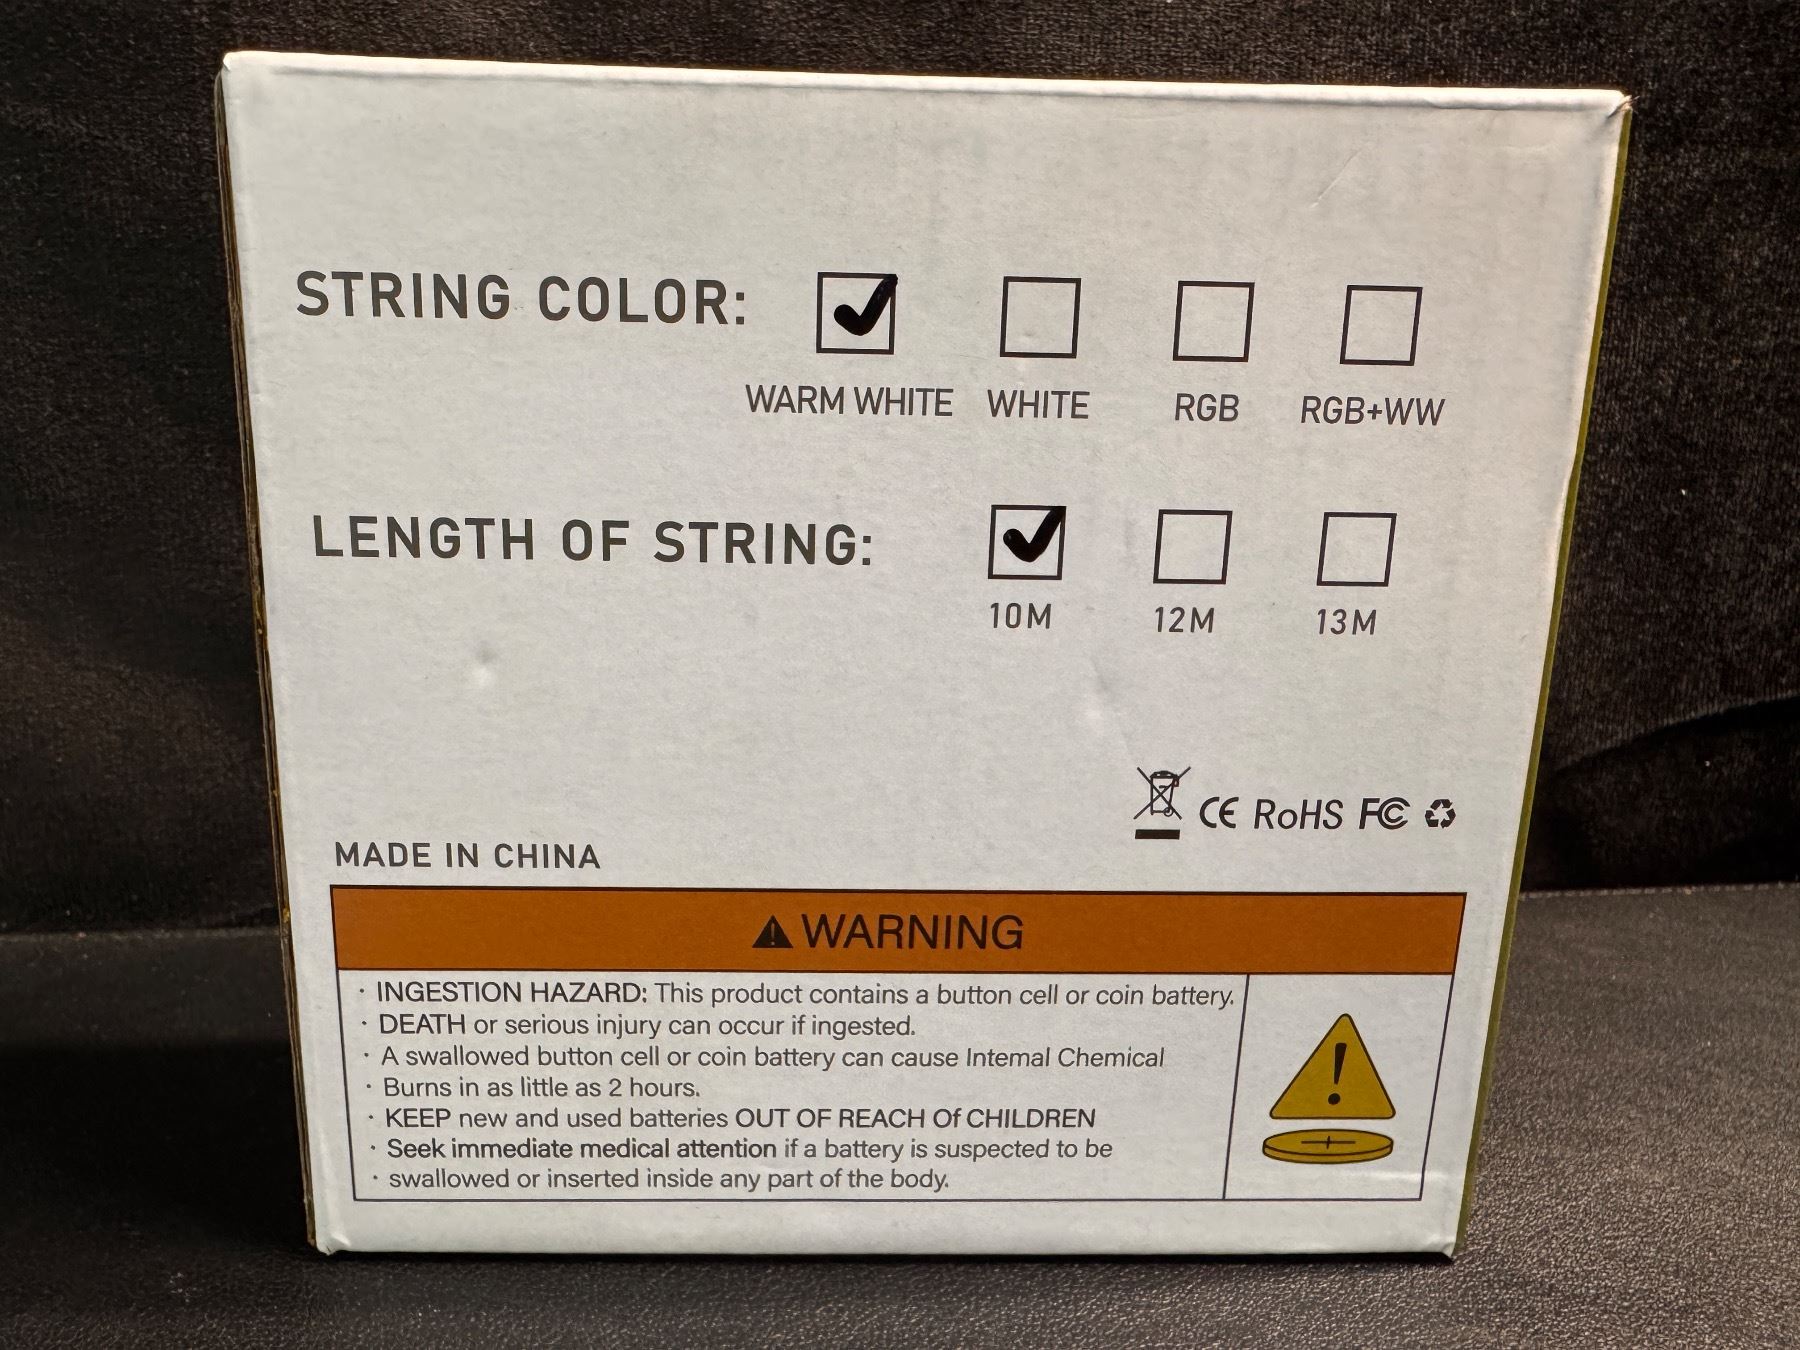 STRING COLOR:
WARM WHITE WHITE RGB RGB+WW
LENGTH OF STRING:
10M 12M 13M
CE RoHS FC
MADE IN CHINA
WARNING
· INGESTION HAZARD: This product contains a button cell or coin battery.
· DEATH or serious injury can occur if ingested.
· A swallowed button cell or coin battery can cause Intemal Chemical
· Burns in as little as 2 hours.
· KEEP new and used batteries OUT OF REACH Of CHILDREN
· Seek immediate medical attention if a battery is suspected to be
· swallowed or inserted inside any part of the body.